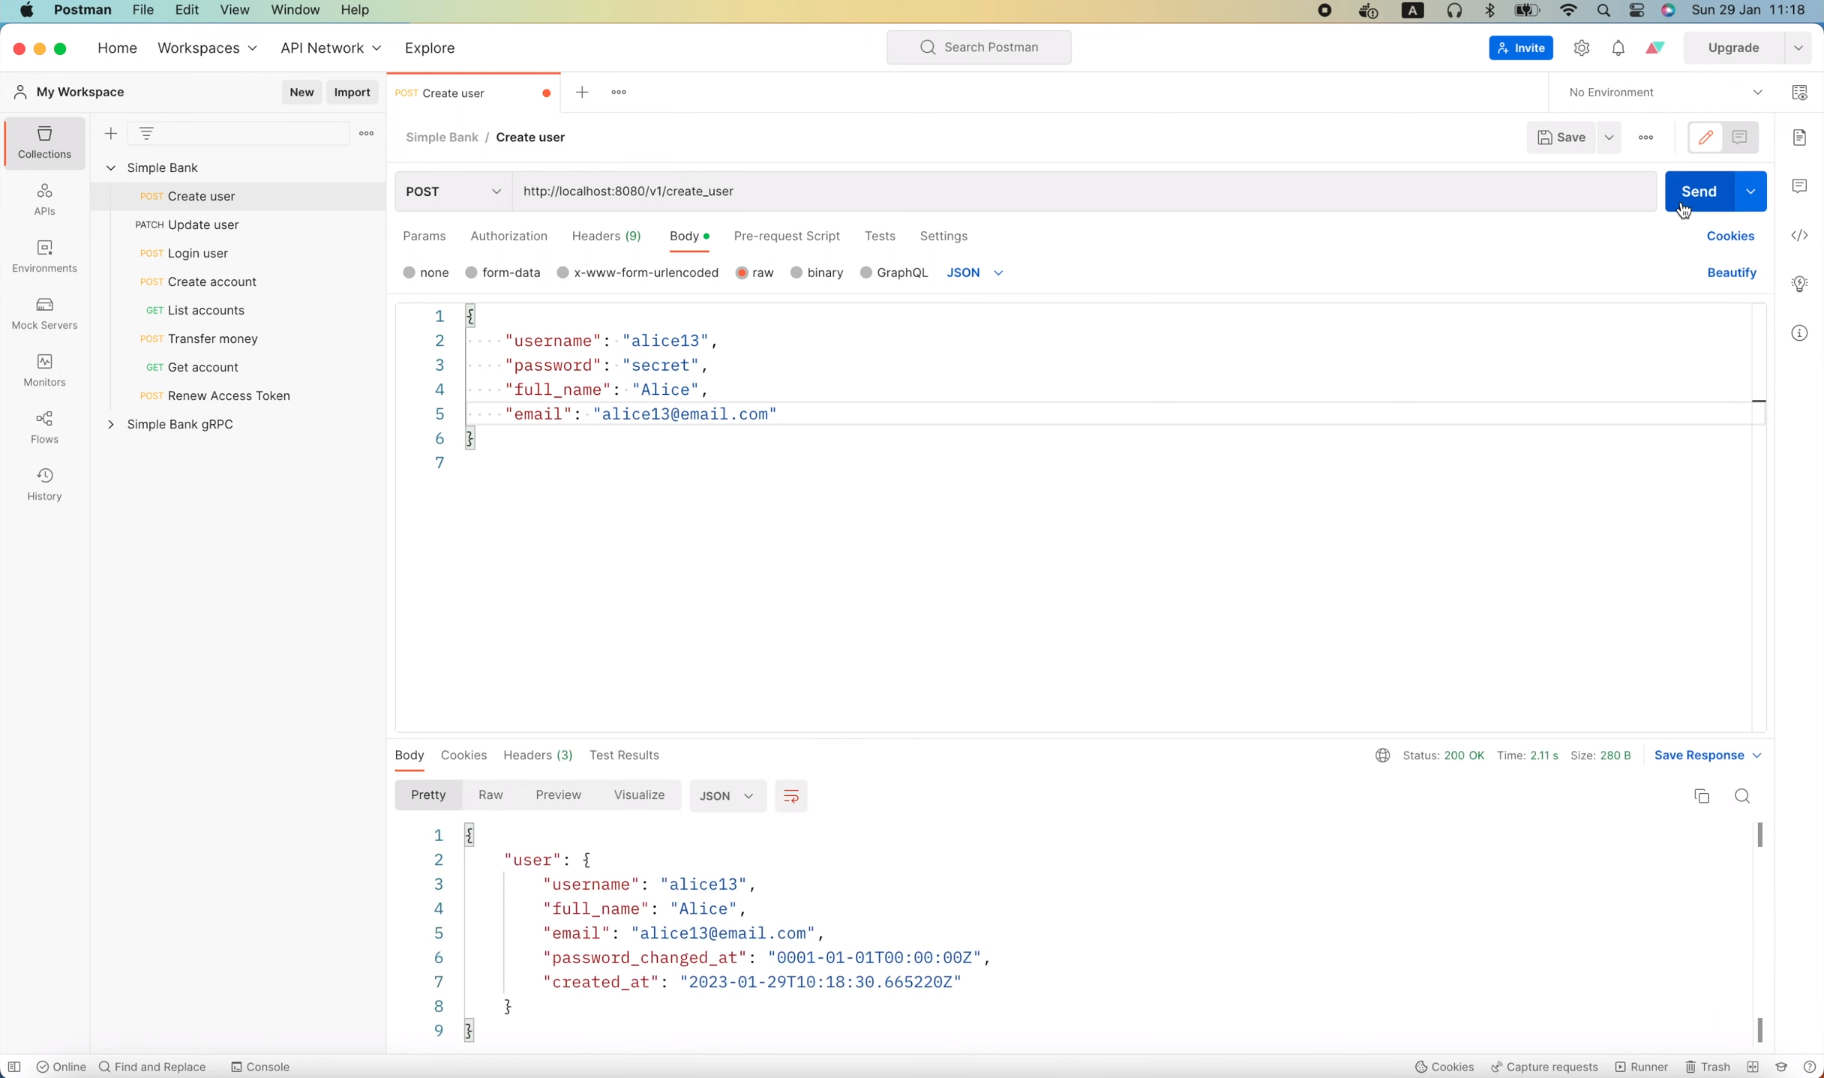 Postman File Edit View Window Help A Sun 29 Jan 11:18
Home Workspaces API Network Explore Search Postman Invite Upgrade
My Workspace New Import POST Create user No Environment
Collections
APIs
Environments
Mock Servers
Monitors
Flows
History
Simple Bank
POST Create user
PATCH Update user
POST Login user
POST Create account
GET List accounts
POST Transfer money
GET Get account
POST Renew Access Token
Simple Bank gRPC
Simple Bank / Create user Save
POST http://localhost:8080/v1/create_user Send
Params Authorization Headers (9) Body Pre-request Script Tests Settings Cookies
none form-data x-www-form-urlencoded raw binary GraphQL JSON Beautify
1 {
2 "username": "alice13",
3 "password": "secret",
4 "full_name": "Alice",
5 "email": "alice13@email.com"
6 }
7
Body Cookies Headers (3) Test Results Status: 200 OK Time: 2.11 s Size: 280 B Save Response
Pretty Raw Preview Visualize JSON
1 {
2 "user": {
3 "username": "alice13",
4 "full_name": "Alice",
5 "email": "alice13@email.com",
6 "password_changed_at": "0001-01-01T00:00:00Z",
7 "created_at": "2023-01-29T10:18:30.665220Z"
8 }
9 }
Online Find and Replace Console Cookies Capture requests Runner Trash